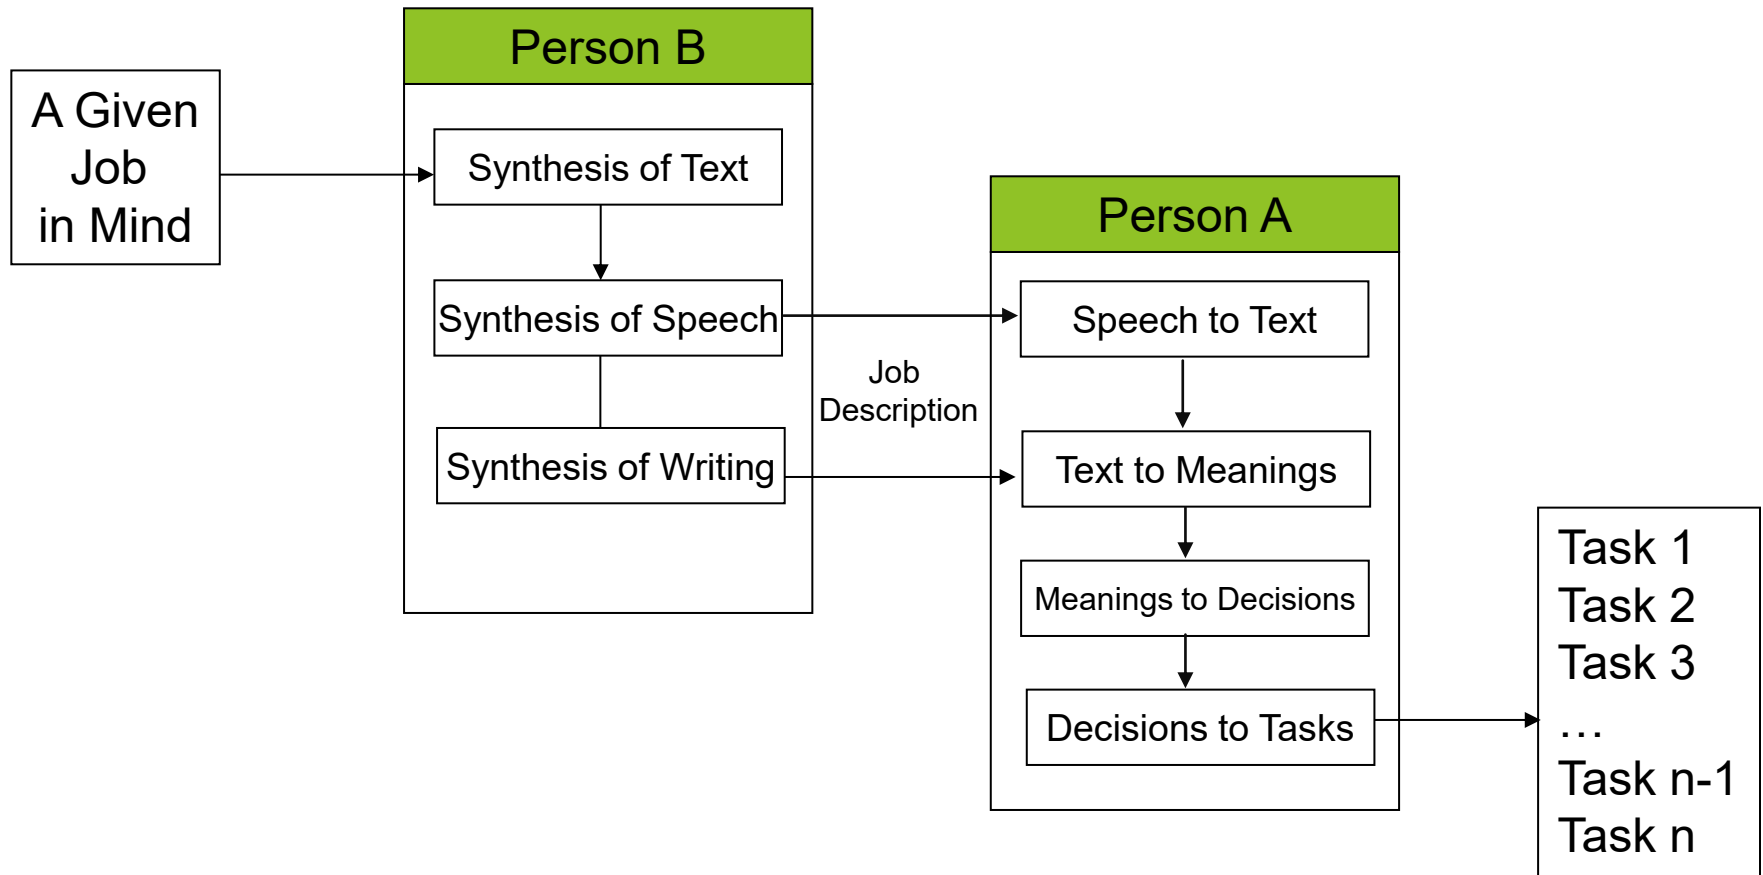 A Given
Job
in Mind
Person B
Synthesis of Text
Synthesis of Speech
Synthesis of Writing
Job
Description
Person A
Speech to Text
Text to Meanings
Meanings to Decisions
Decisions to Tasks
Task 1
Task 2
Task 3
…
Task n-1
Task n